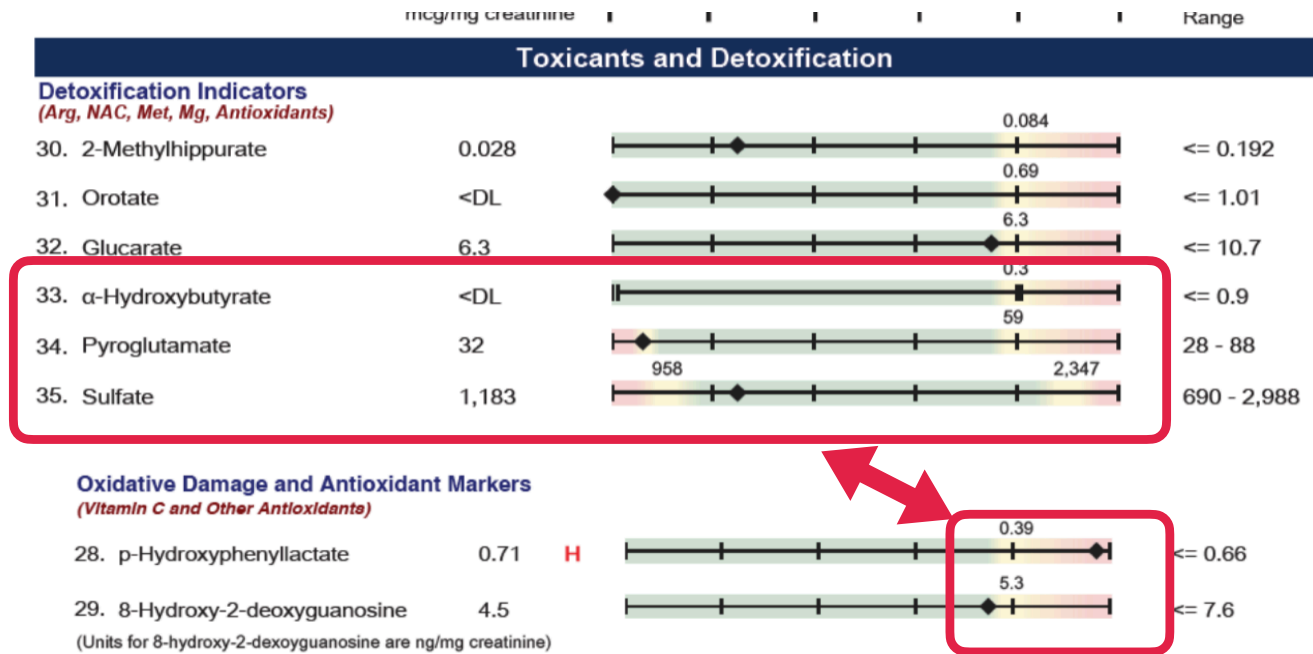 mcg/mg creatinine Range
Toxicants and Detoxification
Detoxification Indicators
(Arg, NAC, Met, Mg, Antioxidants)
0.084
30. 2-Methylhippurate 0.028 <= 0.192
0.69
31. Orotate <DL <= 1.01
6.3
32. Glucarate 6.3 <= 10.7
0.3
33. α-Hydroxybutyrate <DL <= 0.9
59
34. Pyroglutamate 32 28 - 88
958 2,347
35. Sulfate 1,183 690 - 2,988
Oxidative Damage and Antioxidant Markers
(Vitamin C and Other Antioxidants)
0.39
28. p-Hydroxyphenyllactate 0.71 H <= 0.66
5.3
29. 8-Hydroxy-2-deoxyguanosine 4.5 <= 7.6
(Units for 8-hydroxy-2-dexoyguanosine are ng/mg creatinine)